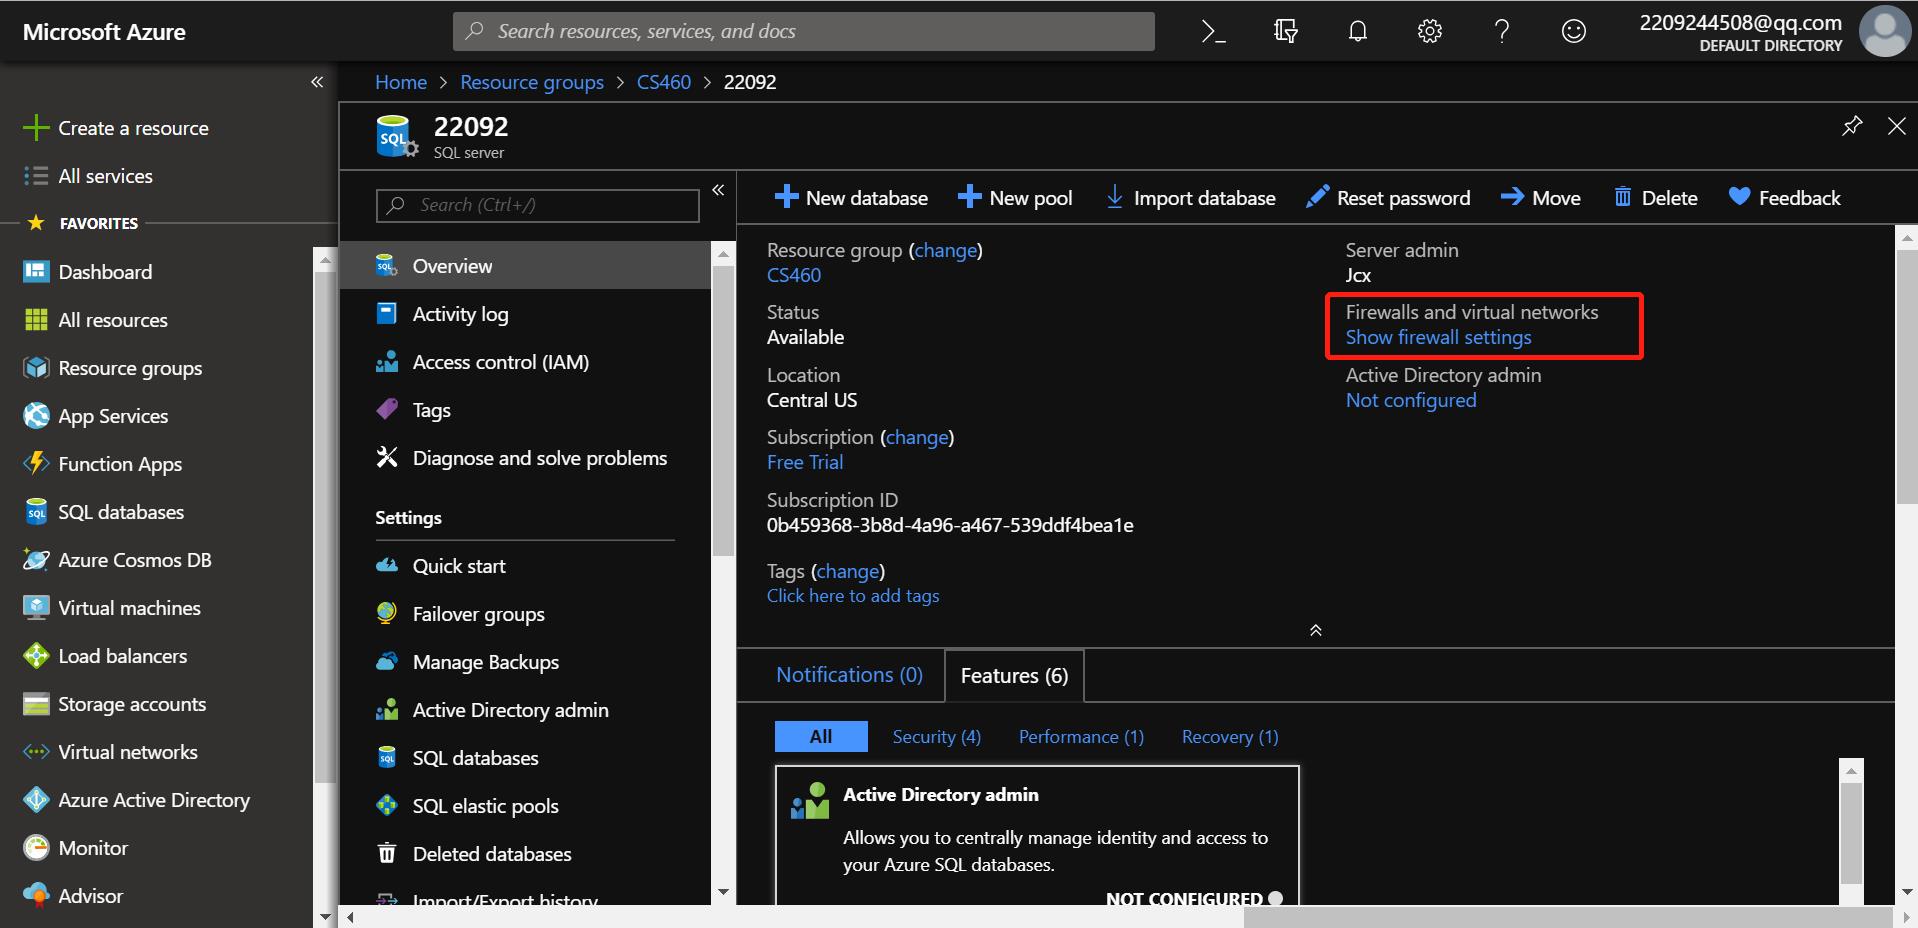 Microsoft Azure
Search resources, services, and docs
2209244508@qq.com
DEFAULT DIRECTORY
Create a resource
All services
FAVORITES
Dashboard
All resources
Resource groups
App Services
Function Apps
SQL databases
Azure Cosmos DB
Virtual machines
Load balancers
Storage accounts
Virtual networks
Azure Active Directory
Monitor
Advisor
Home > Resource groups > CS460 > 22092
22092
SQL server
Search (Ctrl+/)
Overview
Activity log
Access control (IAM)
Tags
Diagnose and solve problems
Settings
Quick start
Failover groups
Manage Backups
Active Directory admin
SQL databases
SQL elastic pools
Deleted databases
Import/Export history
New database New pool Import database Reset password Move Delete Feedback
Resource group (change)
CS460
Status
Available
Location
Central US
Subscription (change)
Free Trial
Subscription ID
0b459368-3b8d-4a96-a467-539ddf4bea1e
Tags (change)
Click here to add tags
Server admin
Jcx
Firewalls and virtual networks
Show firewall settings
Active Directory admin
Not configured
Notifications (0) Features (6)
All Security (4) Performance (1) Recovery (1)
Active Directory admin
Allows you to centrally manage identity and access to
your Azure SQL databases.
NOT CONFIGURED